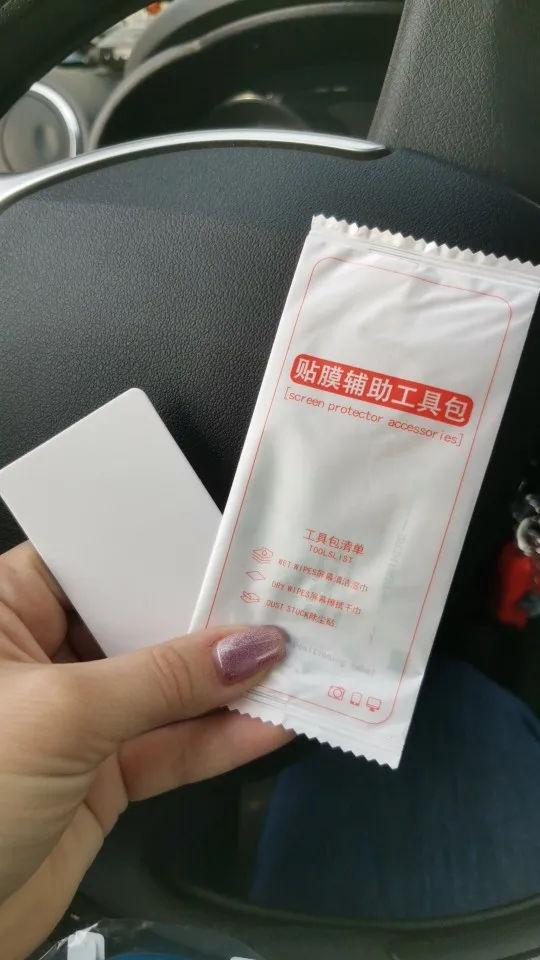 贴膜辅助工具包
[screen protector accessories]
工具包清单
TOOLSLIST
WET WIPES屏幕清洁湿巾
DRY WIPES屏幕擦拭干巾
DUST STUCK除尘贴